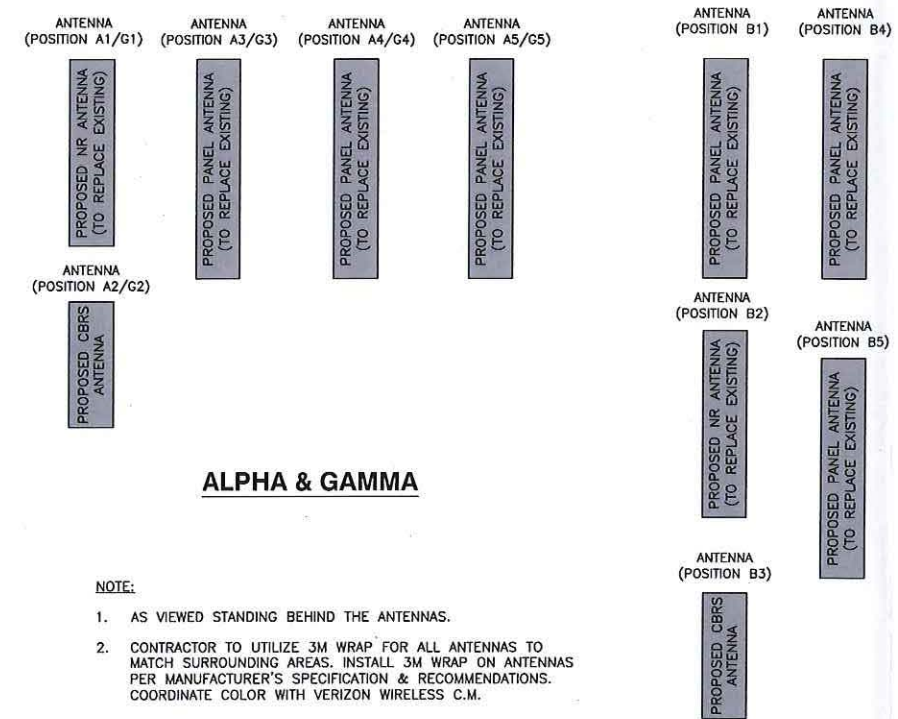 ANTENNA
(POSITION A1/G1)
PROPOSED NR ANTENNA
(TO REPLACE EXISTING)
ANTENNA
(POSITION A3/G3)
PROPOSED PANEL ANTENNA
(TO REPLACE EXISTING)
ANTENNA
(POSITION A4/G4)
PROPOSED PANEL ANTENNA
(TO REPLACE EXISTING)
ANTENNA
(POSITION A5/G5)
PROPOSED PANEL ANTENNA
(TO REPLACE EXISTING)
ANTENNA
(POSITION A2/G2)
PROPOSED CBRS
ANTENNA
ALPHA & GAMMA
NOTE:
1. AS VIEWED STANDING BEHIND THE ANTENNAS.
2. CONTRACTOR TO UTILIZE 3M WRAP FOR ALL ANTENNAS TO
MATCH SURROUNDING AREAS. INSTALL 3M WRAP ON ANTENNAS
PER MANUFACTURER'S SPECIFICATION & RECOMMENDATIONS.
COORDINATE COLOR WITH VERIZON WIRELESS C.M.
ANTENNA
(POSITION B1)
PROPOSED PANEL ANTENNA
(TO REPLACE EXISTING)
ANTENNA
(POSITION B4)
PROPOSED PANEL ANTENNA
(TO REPLACE EXISTING)
ANTENNA
(POSITION B2)
PROPOSED NR ANTENNA
(TO REPLACE EXISTING)
ANTENNA
(POSITION B5)
PROPOSED PANEL ANTENNA
(TO REPLACE EXISTING)
ANTENNA
(POSITION B3)
PROPOSED CBRS
ANTENNA